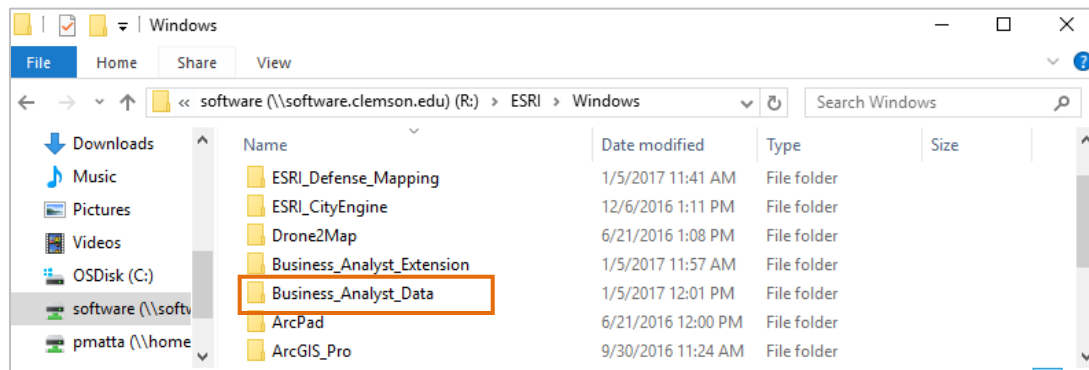 Windows
File Home Share View
« software (\\software.clemson.edu) (R:) > ESRI > Windows Search Windows
Downloads Name Date modified Type Size
Music ESRI_Defense_Mapping 1/5/2017 11:41 AM File folder
Pictures ESRI_CityEngine 12/6/2016 1:11 PM File folder
Videos Drone2Map 6/21/2016 1:08 PM File folder
OSDisk (C:) Business_Analyst_Extension 1/5/2017 11:57 AM File folder
software (\\softv Business_Analyst_Data 1/5/2017 12:01 PM File folder
pmatta (\\home ArcPad 6/21/2016 12:00 PM File folder
ArcGIS_Pro 9/30/2016 11:24 AM File folder